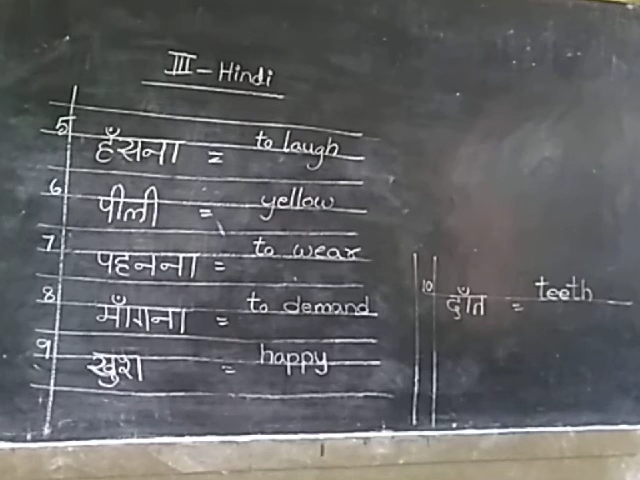 III - Hindi
5 हँसना = to laugh
6 पीली = yellow
7 पहनना = to wear
8 माँगना = to demand
9 खुश = happy
10 दाँत = teeth